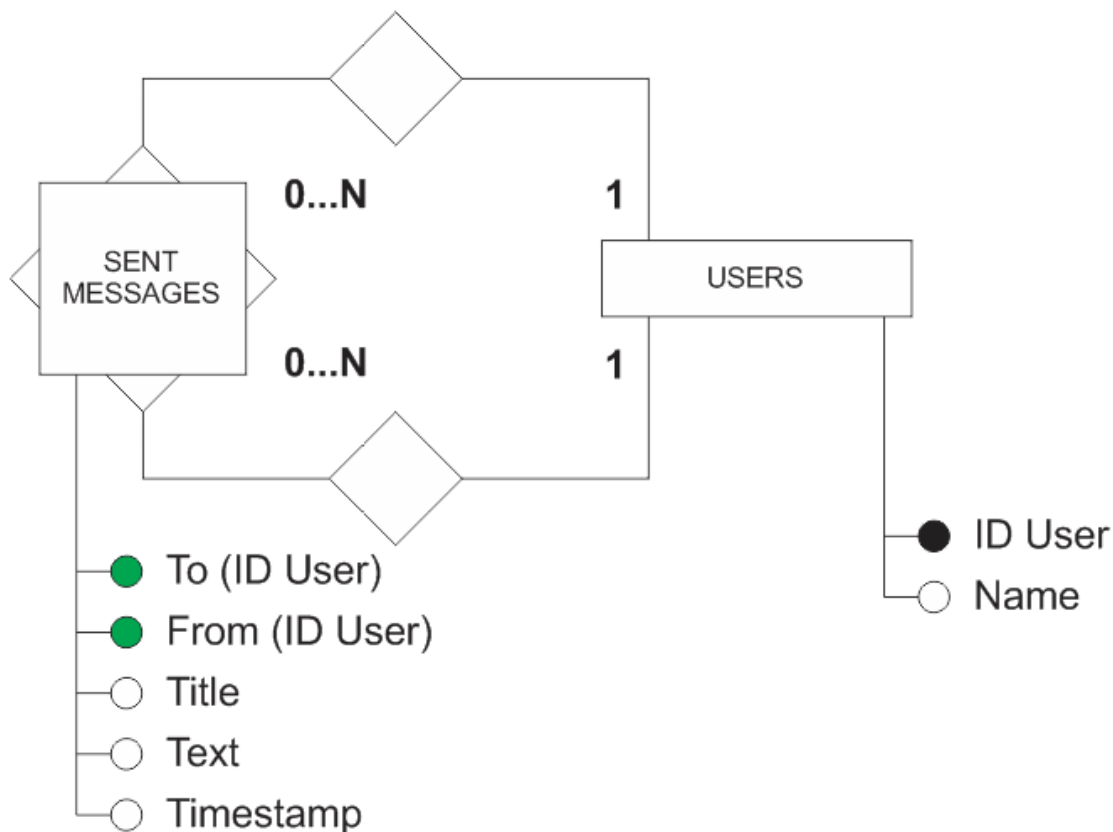 0...N
1
SENT
MESSAGES
USERS
0...N
1
To (ID User)
From (ID User)
Title
Text
Timestamp
ID User
Name